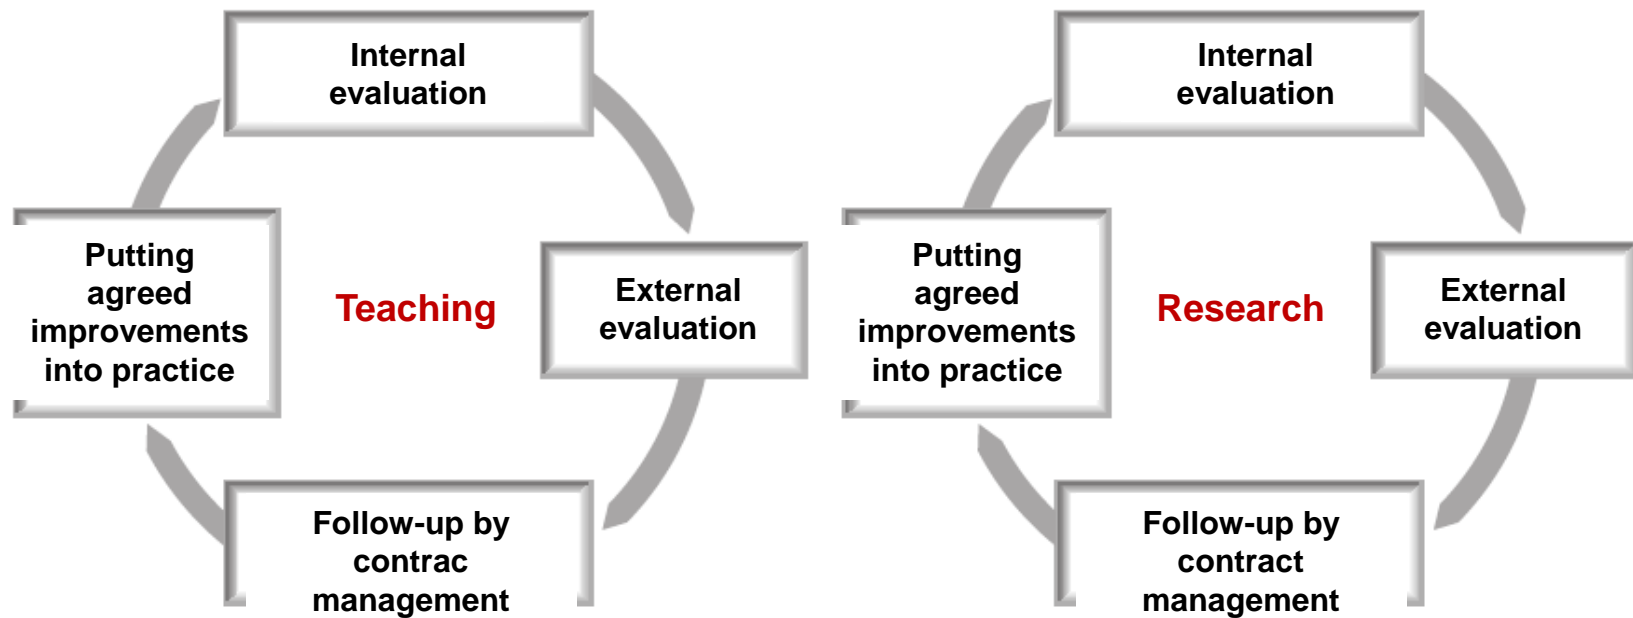 Internal
evaluation
Putting
agreed
improvements
into practice
Teaching
External
evaluation
Follow-up by
contrac
management
Internal
evaluation
Putting
agreed
improvements
into practice
Research
External
evaluation
Follow-up by
contract
management